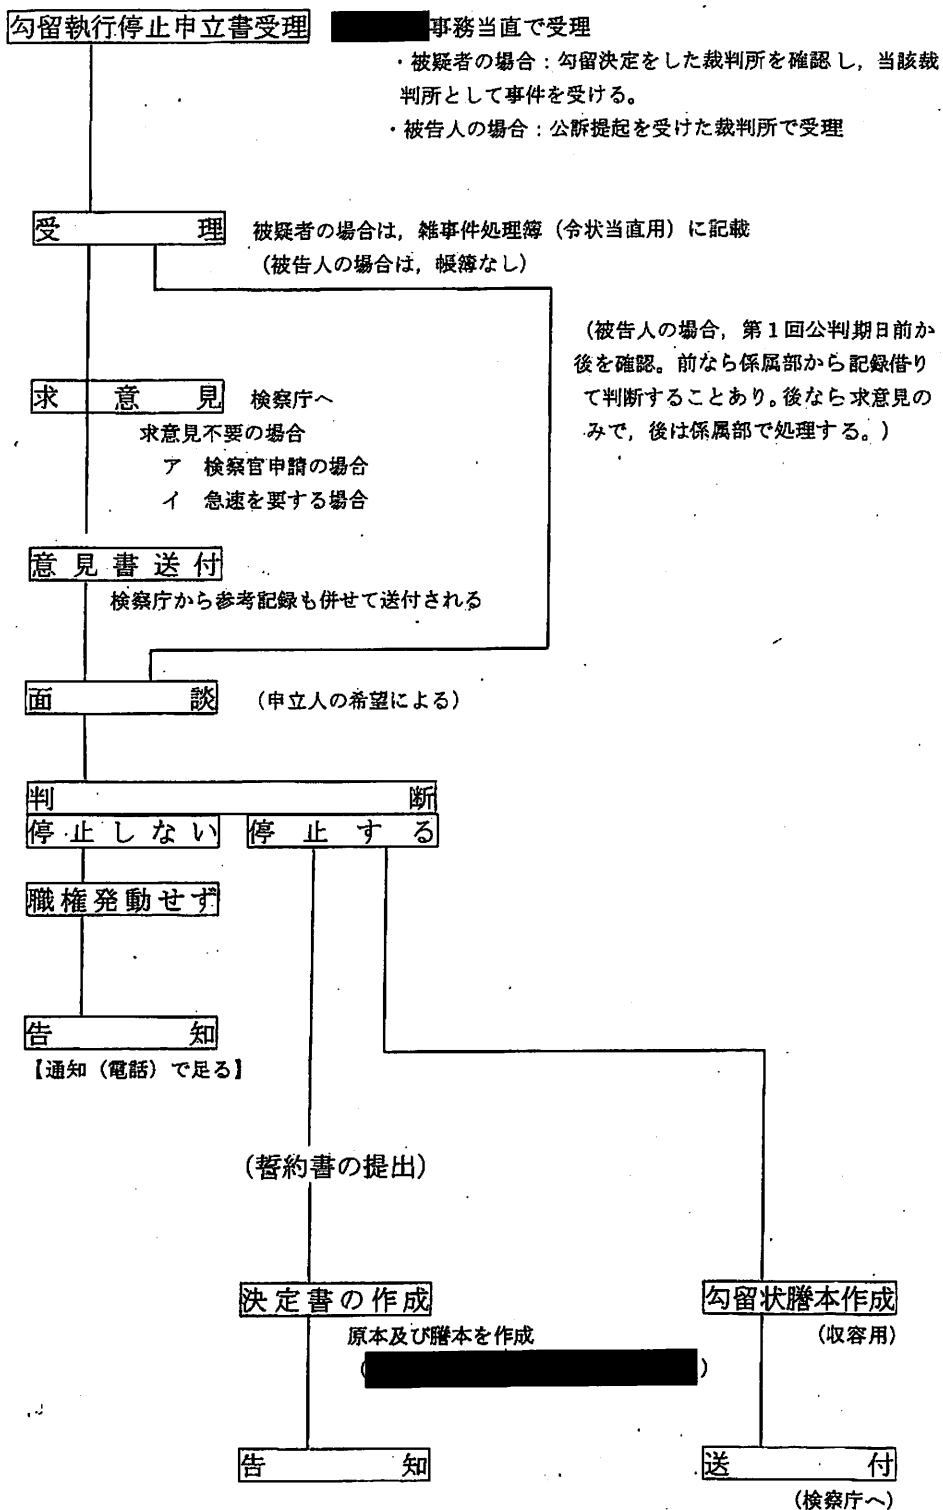 勾留執行停止申立書受理
事務当直で受理
・被疑者の場合：勾留決定をした裁判所を確認し，当該裁
判所として事件を受ける。
・被告人の場合：公訴提起を受けた裁判所で受理
受理
被疑者の場合は，雑事件処理簿（令状当直用）に記載
（被告人の場合は，帳簿なし）
（被告人の場合，第１回公判期日前か
後を確認。前なら係属部から記録借り
て判断することあり。後なら求意見の
みで，後は係属部で処理する。）
求意見
検察庁へ
求意見不要の場合
ア　検察官申請の場合
イ　急速を要する場合
意見書送付
検察庁から参考記録も併せて送付される
面談
（申立人の希望による）
判断
停止しない
停止する
職権発動せず
告知
【通知（電話）で足る】
（誓約書の提出）
決定書の作成
原本及び謄本を作成
（　）
勾留状謄本作成
（収容用）
告知
送付
（検察庁へ）